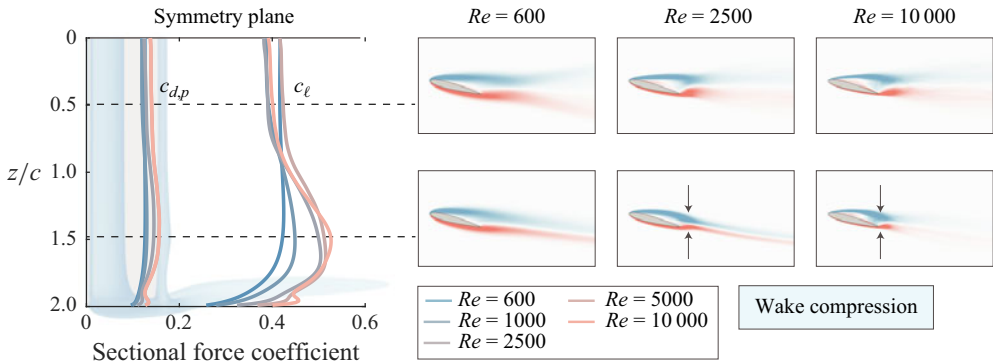 Symmetry plane
Re = 600
Re = 2500
Re = 10 000
0
0.5
1.0
1.5
2.0
z/c
c_{d,p}
c_ℓ
0
0.2
0.4
0.6
Sectional force coefficient
Re = 600
Re = 5000
Re = 1000
Re = 10 000
Re = 2500
Wake compression